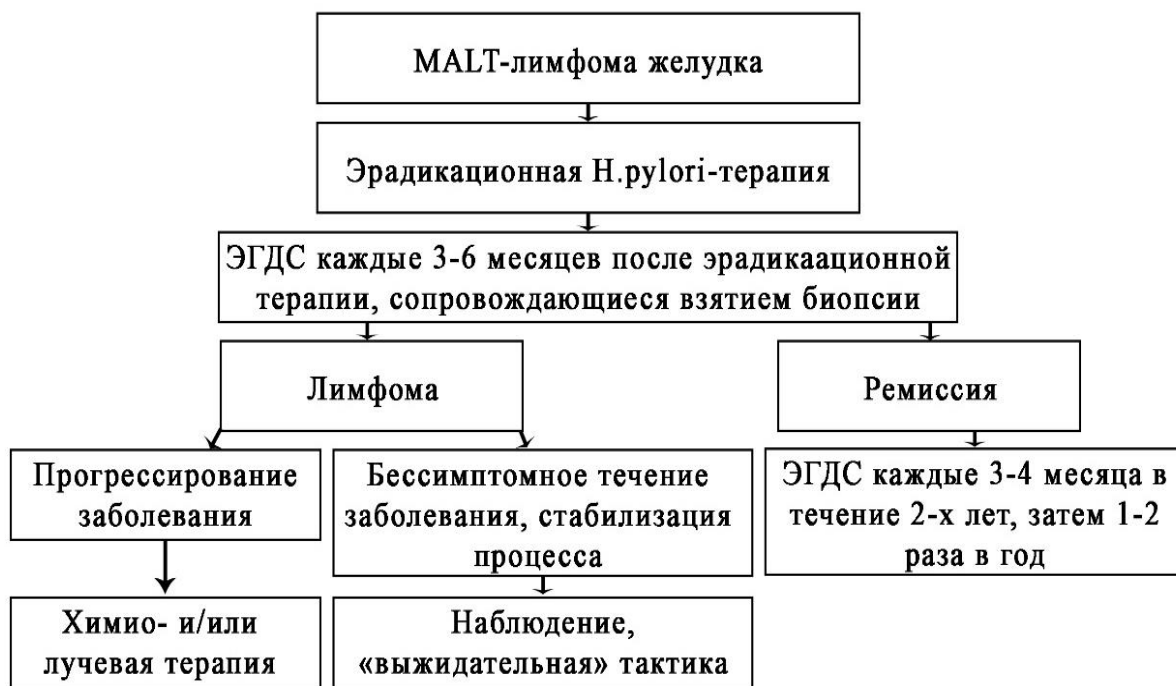 MALT-лимфома желудка
Эрадикационная H.pylori-терапия
ЭГДС каждые 3-6 месяцев после эрадикаационной
терапии, сопровождающиеся взятием биопсии
Лимфома
Ремиссия
Прогрессирование
заболевания
Бессимптомное течение
заболевания, стабилизация
процесса
ЭГДС каждые 3-4 месяца в
течение 2-х лет, затем 1-2
раза в год
Химио- и/или
лучевая терапия
Наблюдение,
«выжидательная» тактика